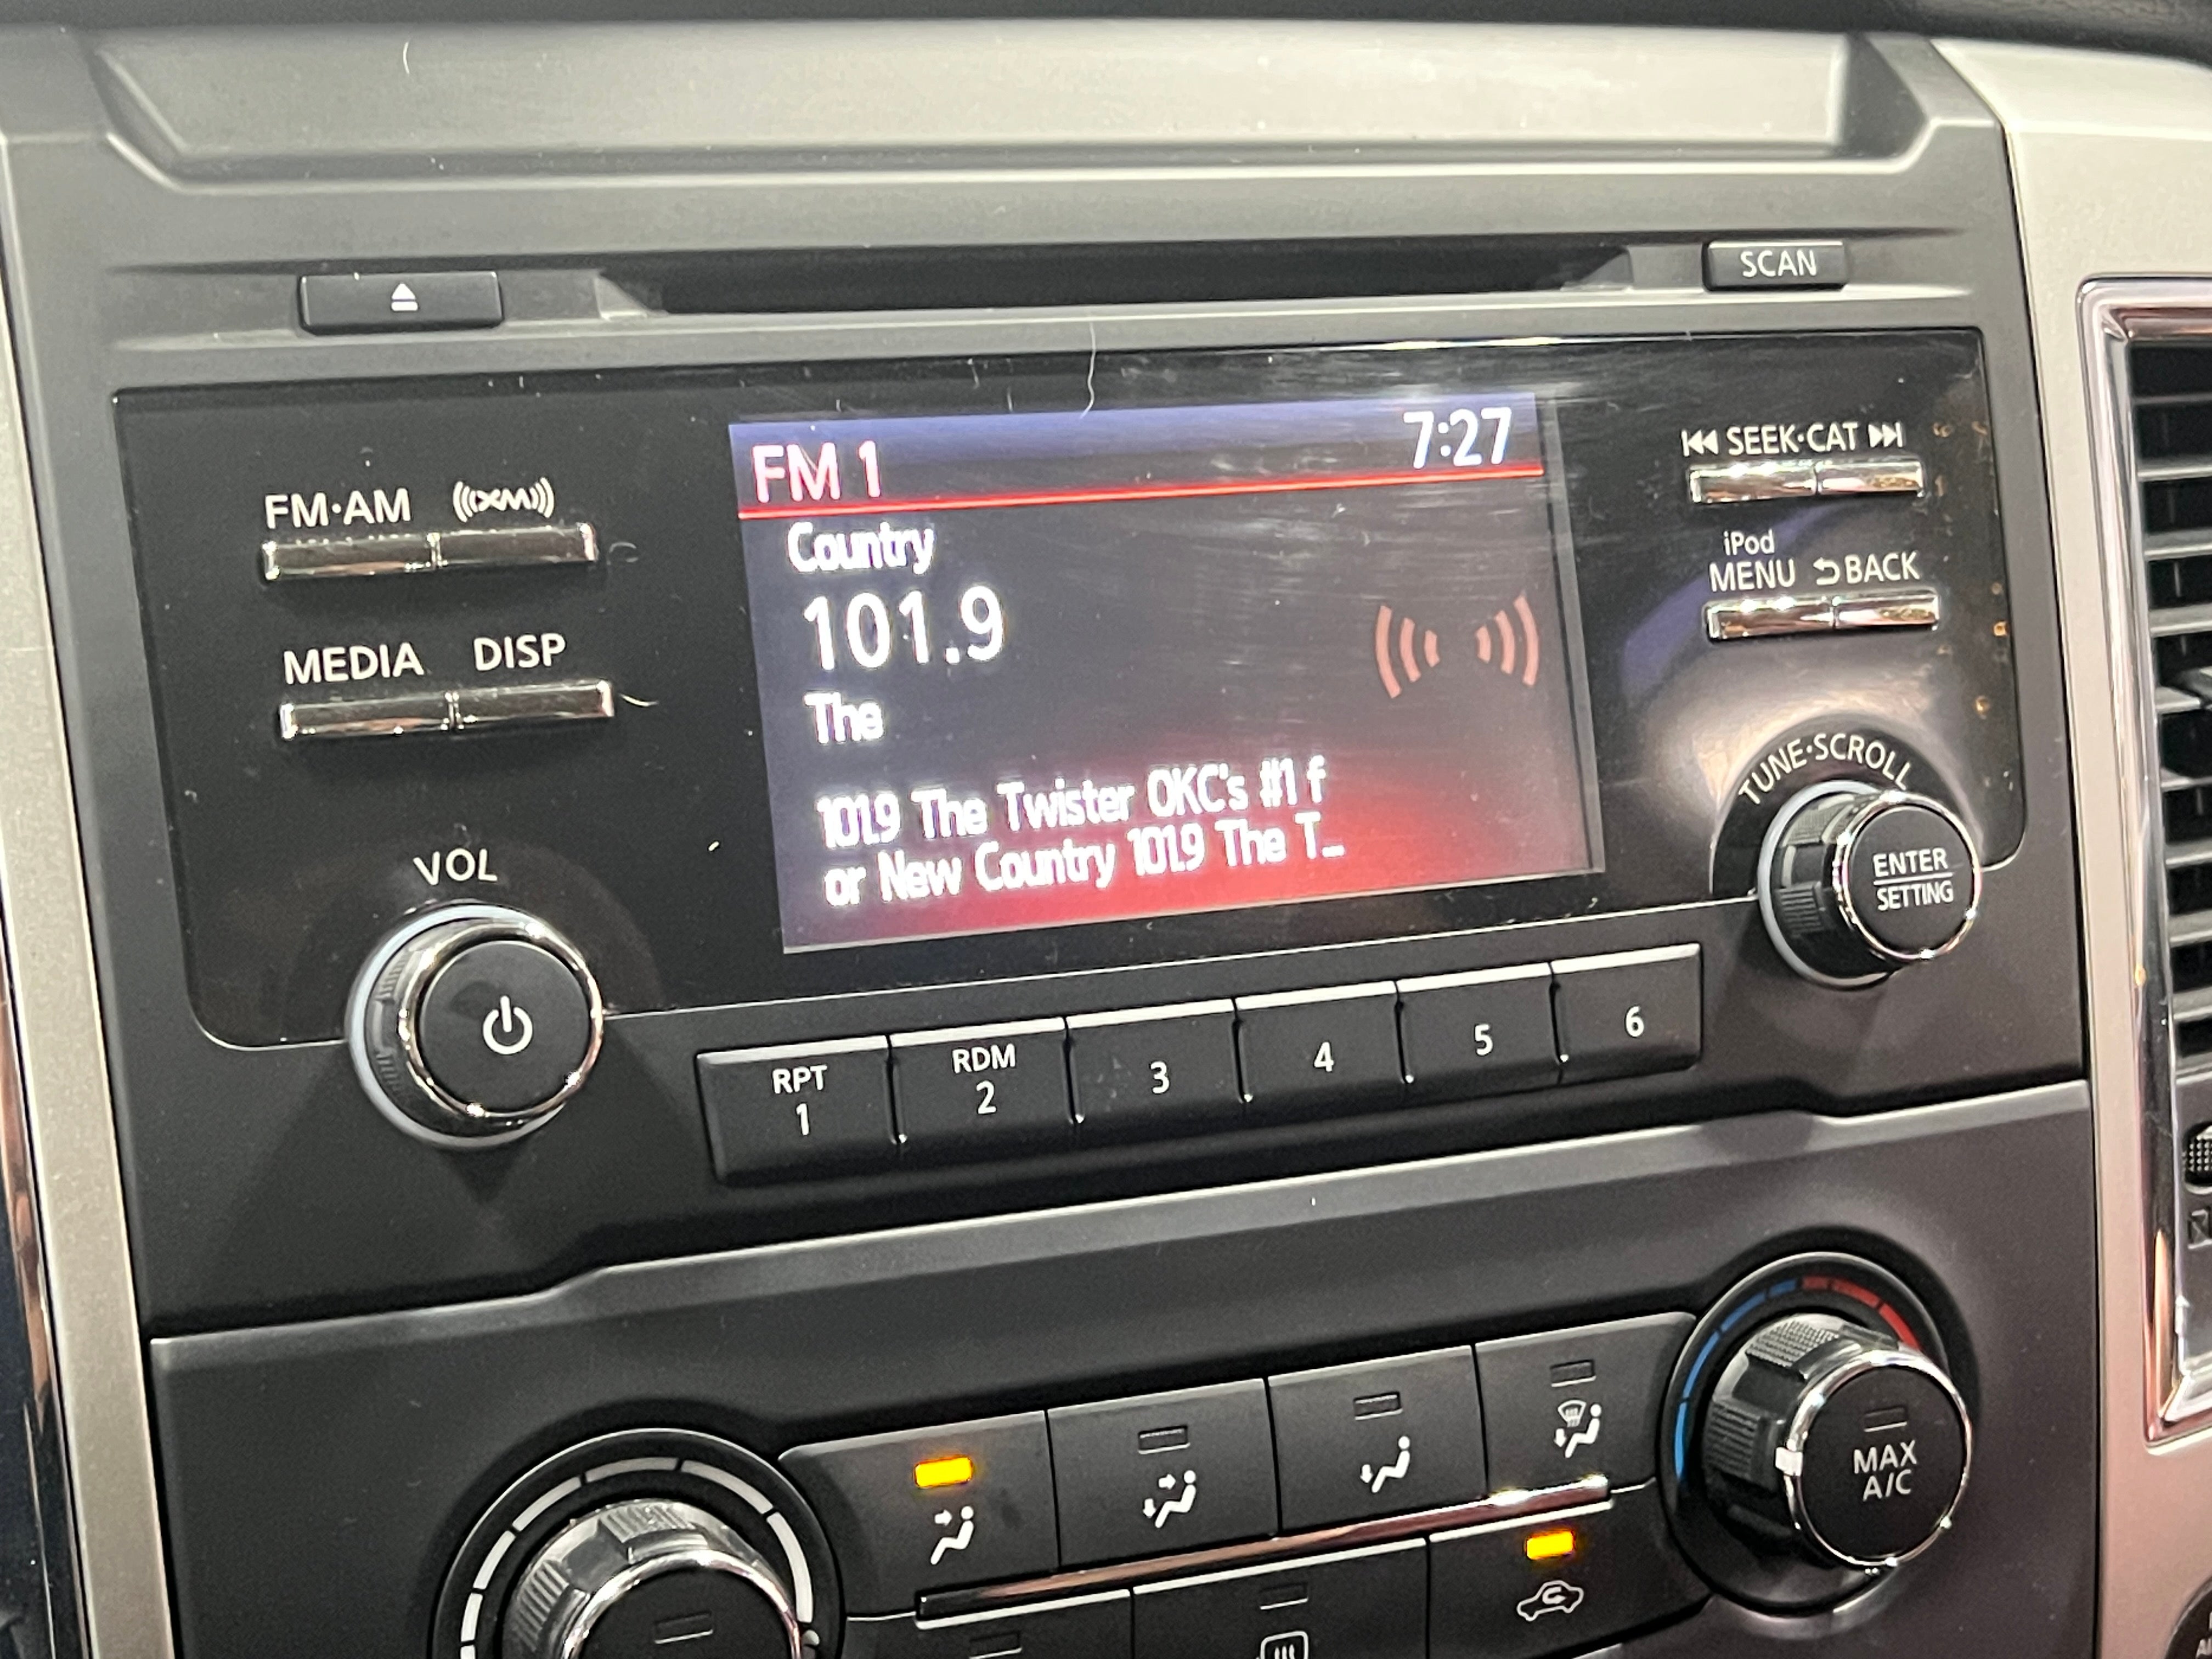 SCAN
FM 1 7:27
SEEK·CAT
FM·AM ((XM))
Country
iPod
MENU BACK
101.9
MEDIA DISP
The
TUNE·SCROLL
101.9 The Twister OKC's #1 f
or New Country 101.9 The T...
VOL
ENTER
SETTING
RPT
1
RDM
2
3
4
5
6
MAX
A/C